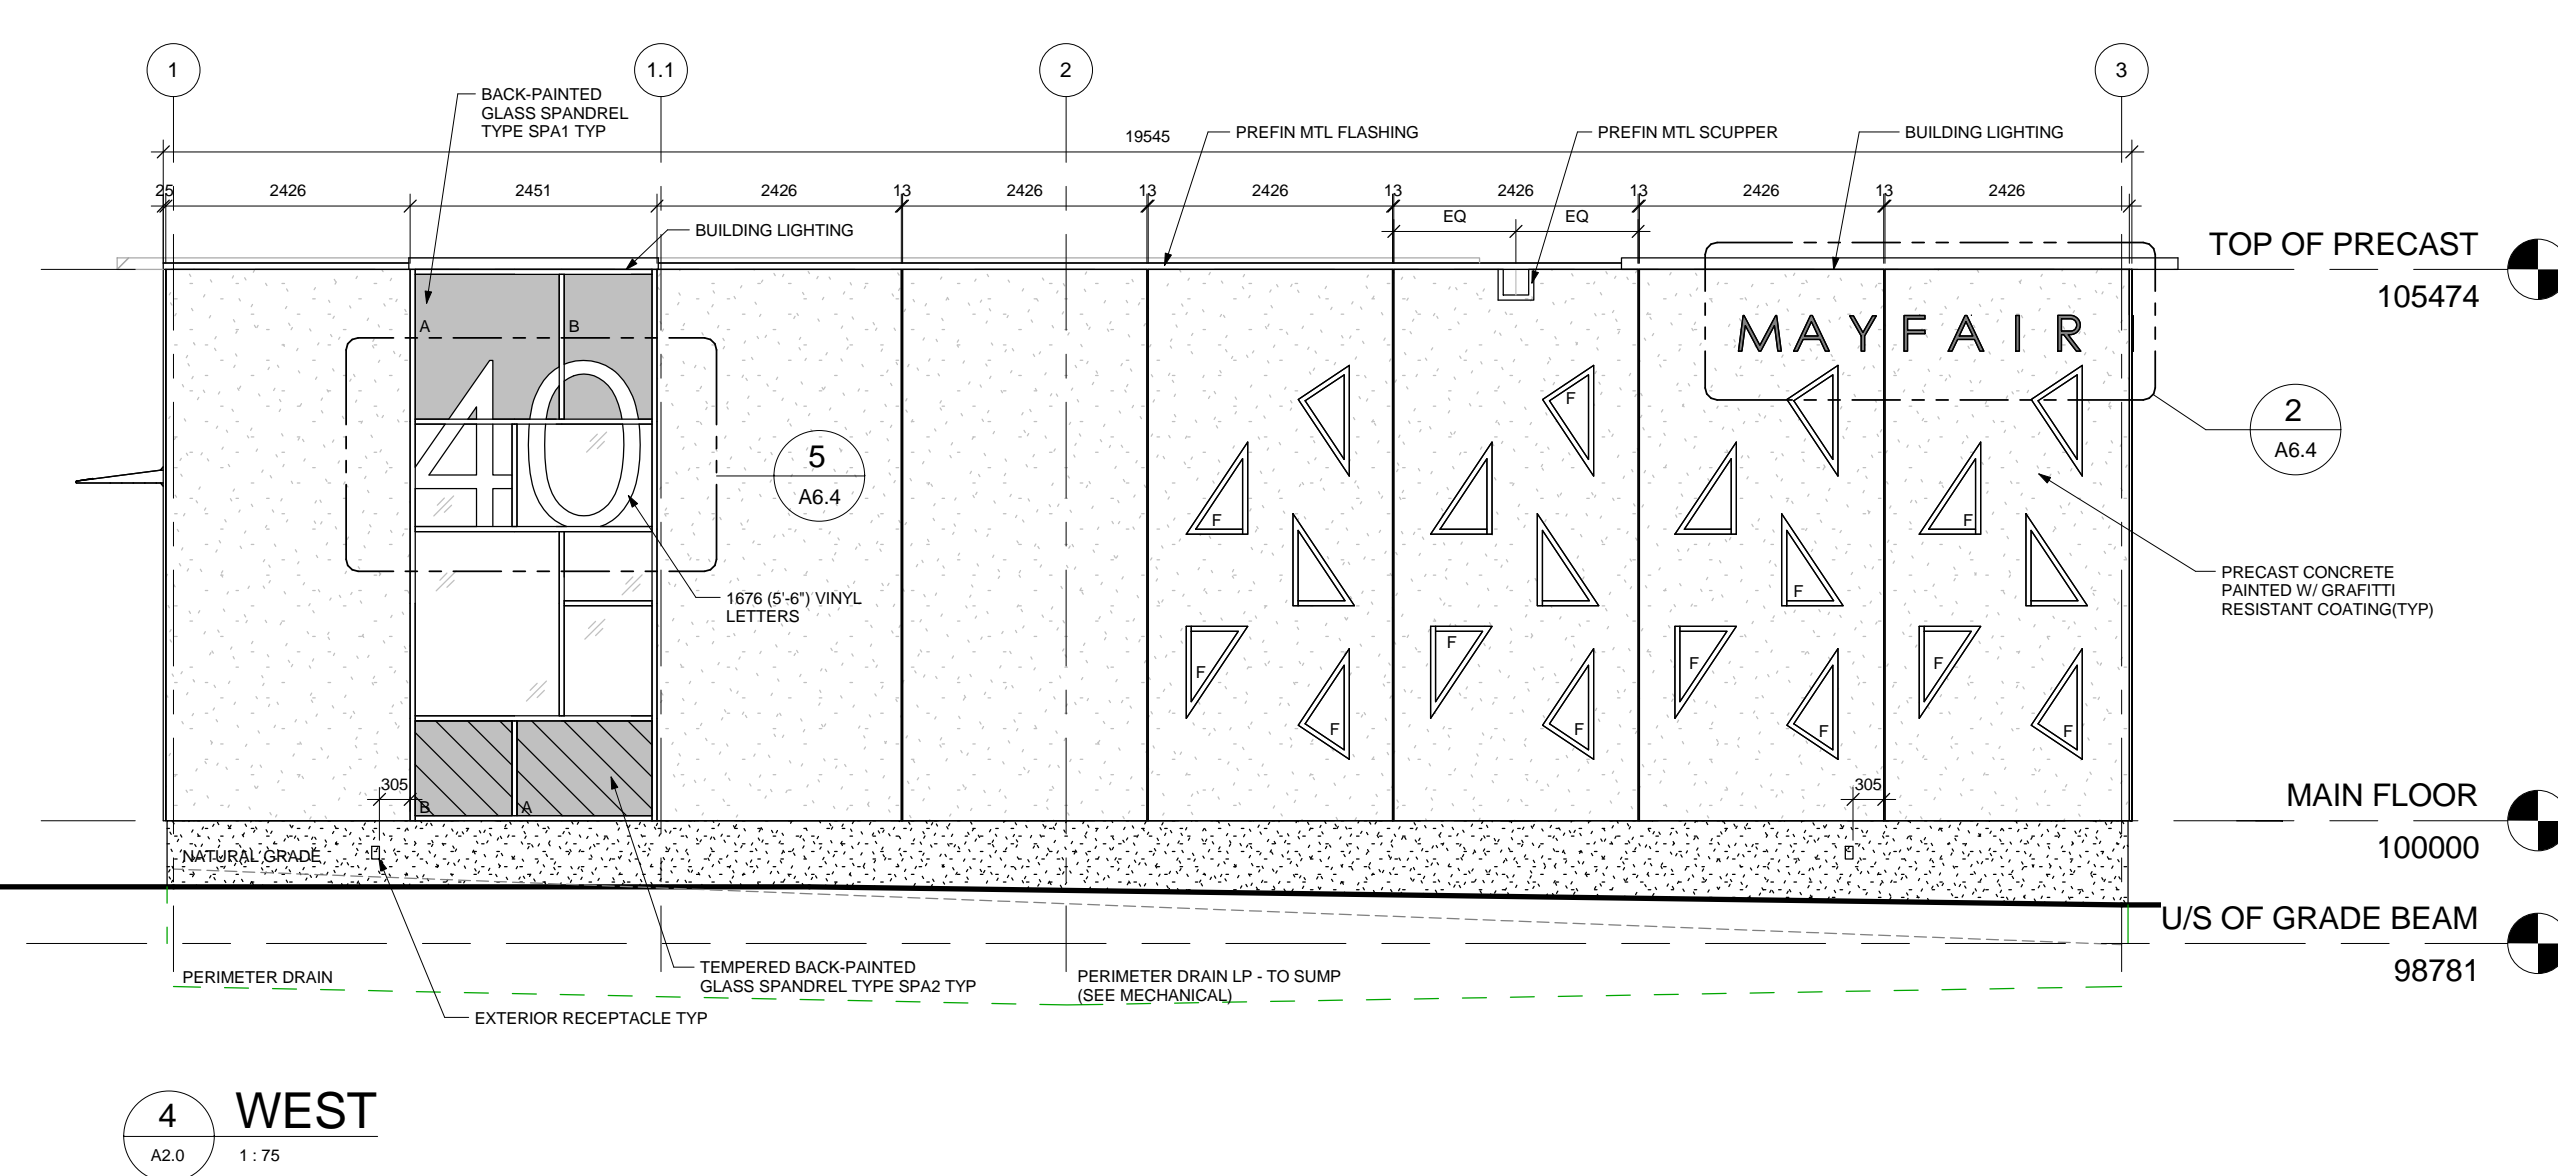 1
1.1
2
3
BACK-PAINTED
GLASS SPANDREL
TYPE SPA1 TYP
19545
PREFIN MTL FLASHING
PREFIN MTL SCUPPER
BUILDING LIGHTING
25
2426
2451
2426
13
2426
13
2426
13
2426
13
2426
13
2426
EQ
EQ
BUILDING LIGHTING
TOP OF PRECAST
105474
A
B
MAYFAIR
40
F
2
A6.4
5
A6.4
F
F
PRECAST CONCRETE
PAINTED W/ GRAFITTI
RESISTANT COATING(TYP)
F
1676 (5'-6") VINYL
LETTERS
F
F
F
F
F
F
F
F
305
305
B
A
MAIN FLOOR
100000
NATURAL GRADE
U/S OF GRADE BEAM
98781
PERIMETER DRAIN
TEMPERED BACK-PAINTED
GLASS SPANDREL TYPE SPA2 TYP
PERIMETER DRAIN LP - TO SUMP
(SEE MECHANICAL)
EXTERIOR RECEPTACLE TYP
4
A2.0
WEST
1 : 75